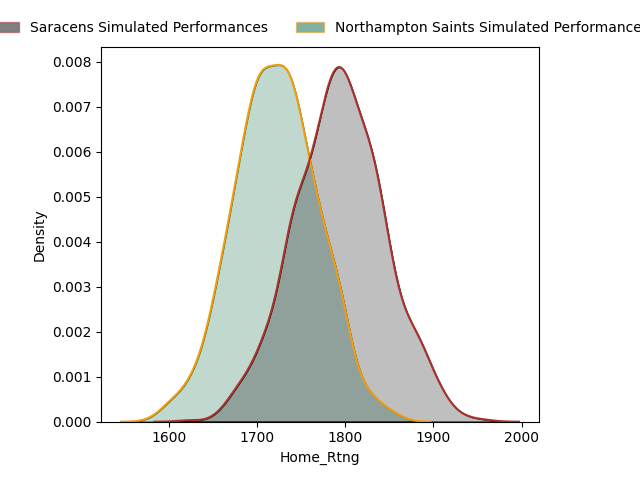 Saracens Simulated Performances Northampton Saints Simulated Performance
0.008
0.007
0.006
0.005
0.004
0.003
0.002
0.001
0.000
Density
1600 1700 1800 1900 2000
Home_Rtng